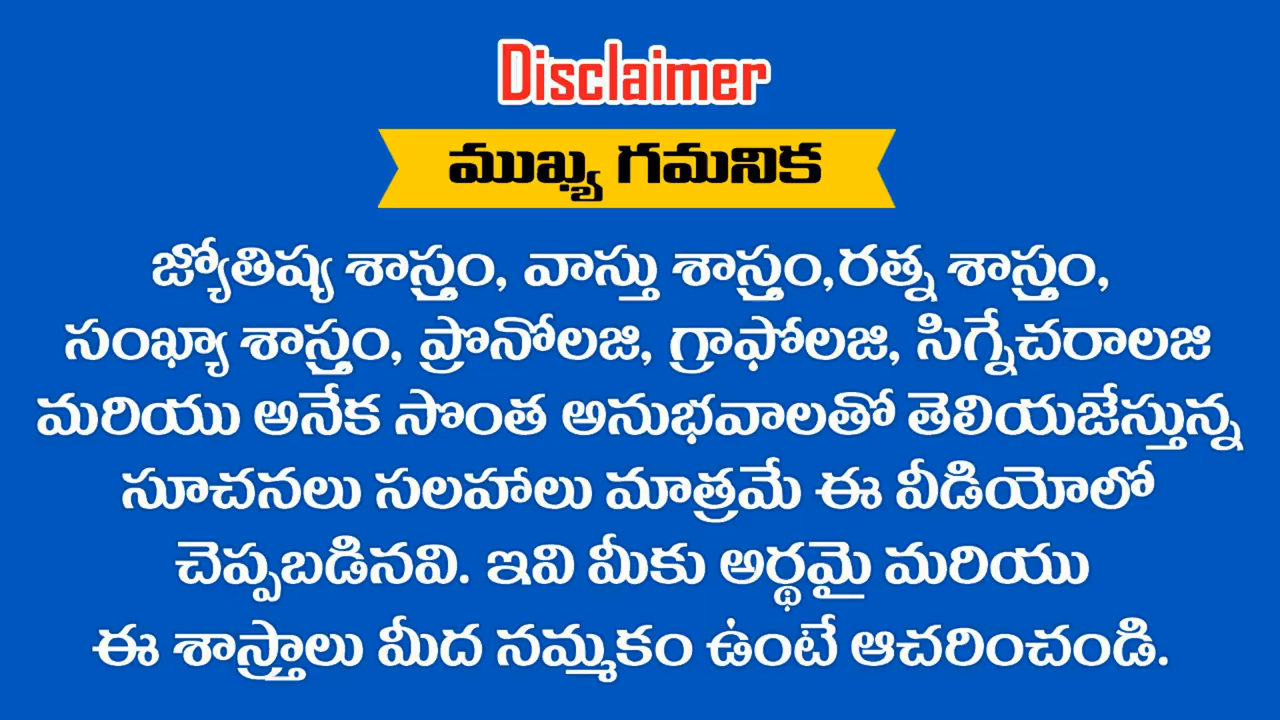 Disclaimer
ముఖ్య గమనిక
జ్యోతిష్య శాస్త్రం, వాస్తు శాస్త్రం,రత్న శాస్త్రం,
సంఖ్యా శాస్త్రం, ప్రొనోలజి, గ్రాఫోలజి, సిగ్నేచరాలజి
మరియు అనేక సొంత అనుభవాలతో తెలియజేస్తున్న
సూచనలు సలహాలు మాత్రమే ఈ వీడియోలో
చెప్పబడినవి. ఇవి మీకు అర్థమై మరియు
ఈ శాస్త్రాలు మీద నమ్మకం ఉంటే ఆచరించండి.